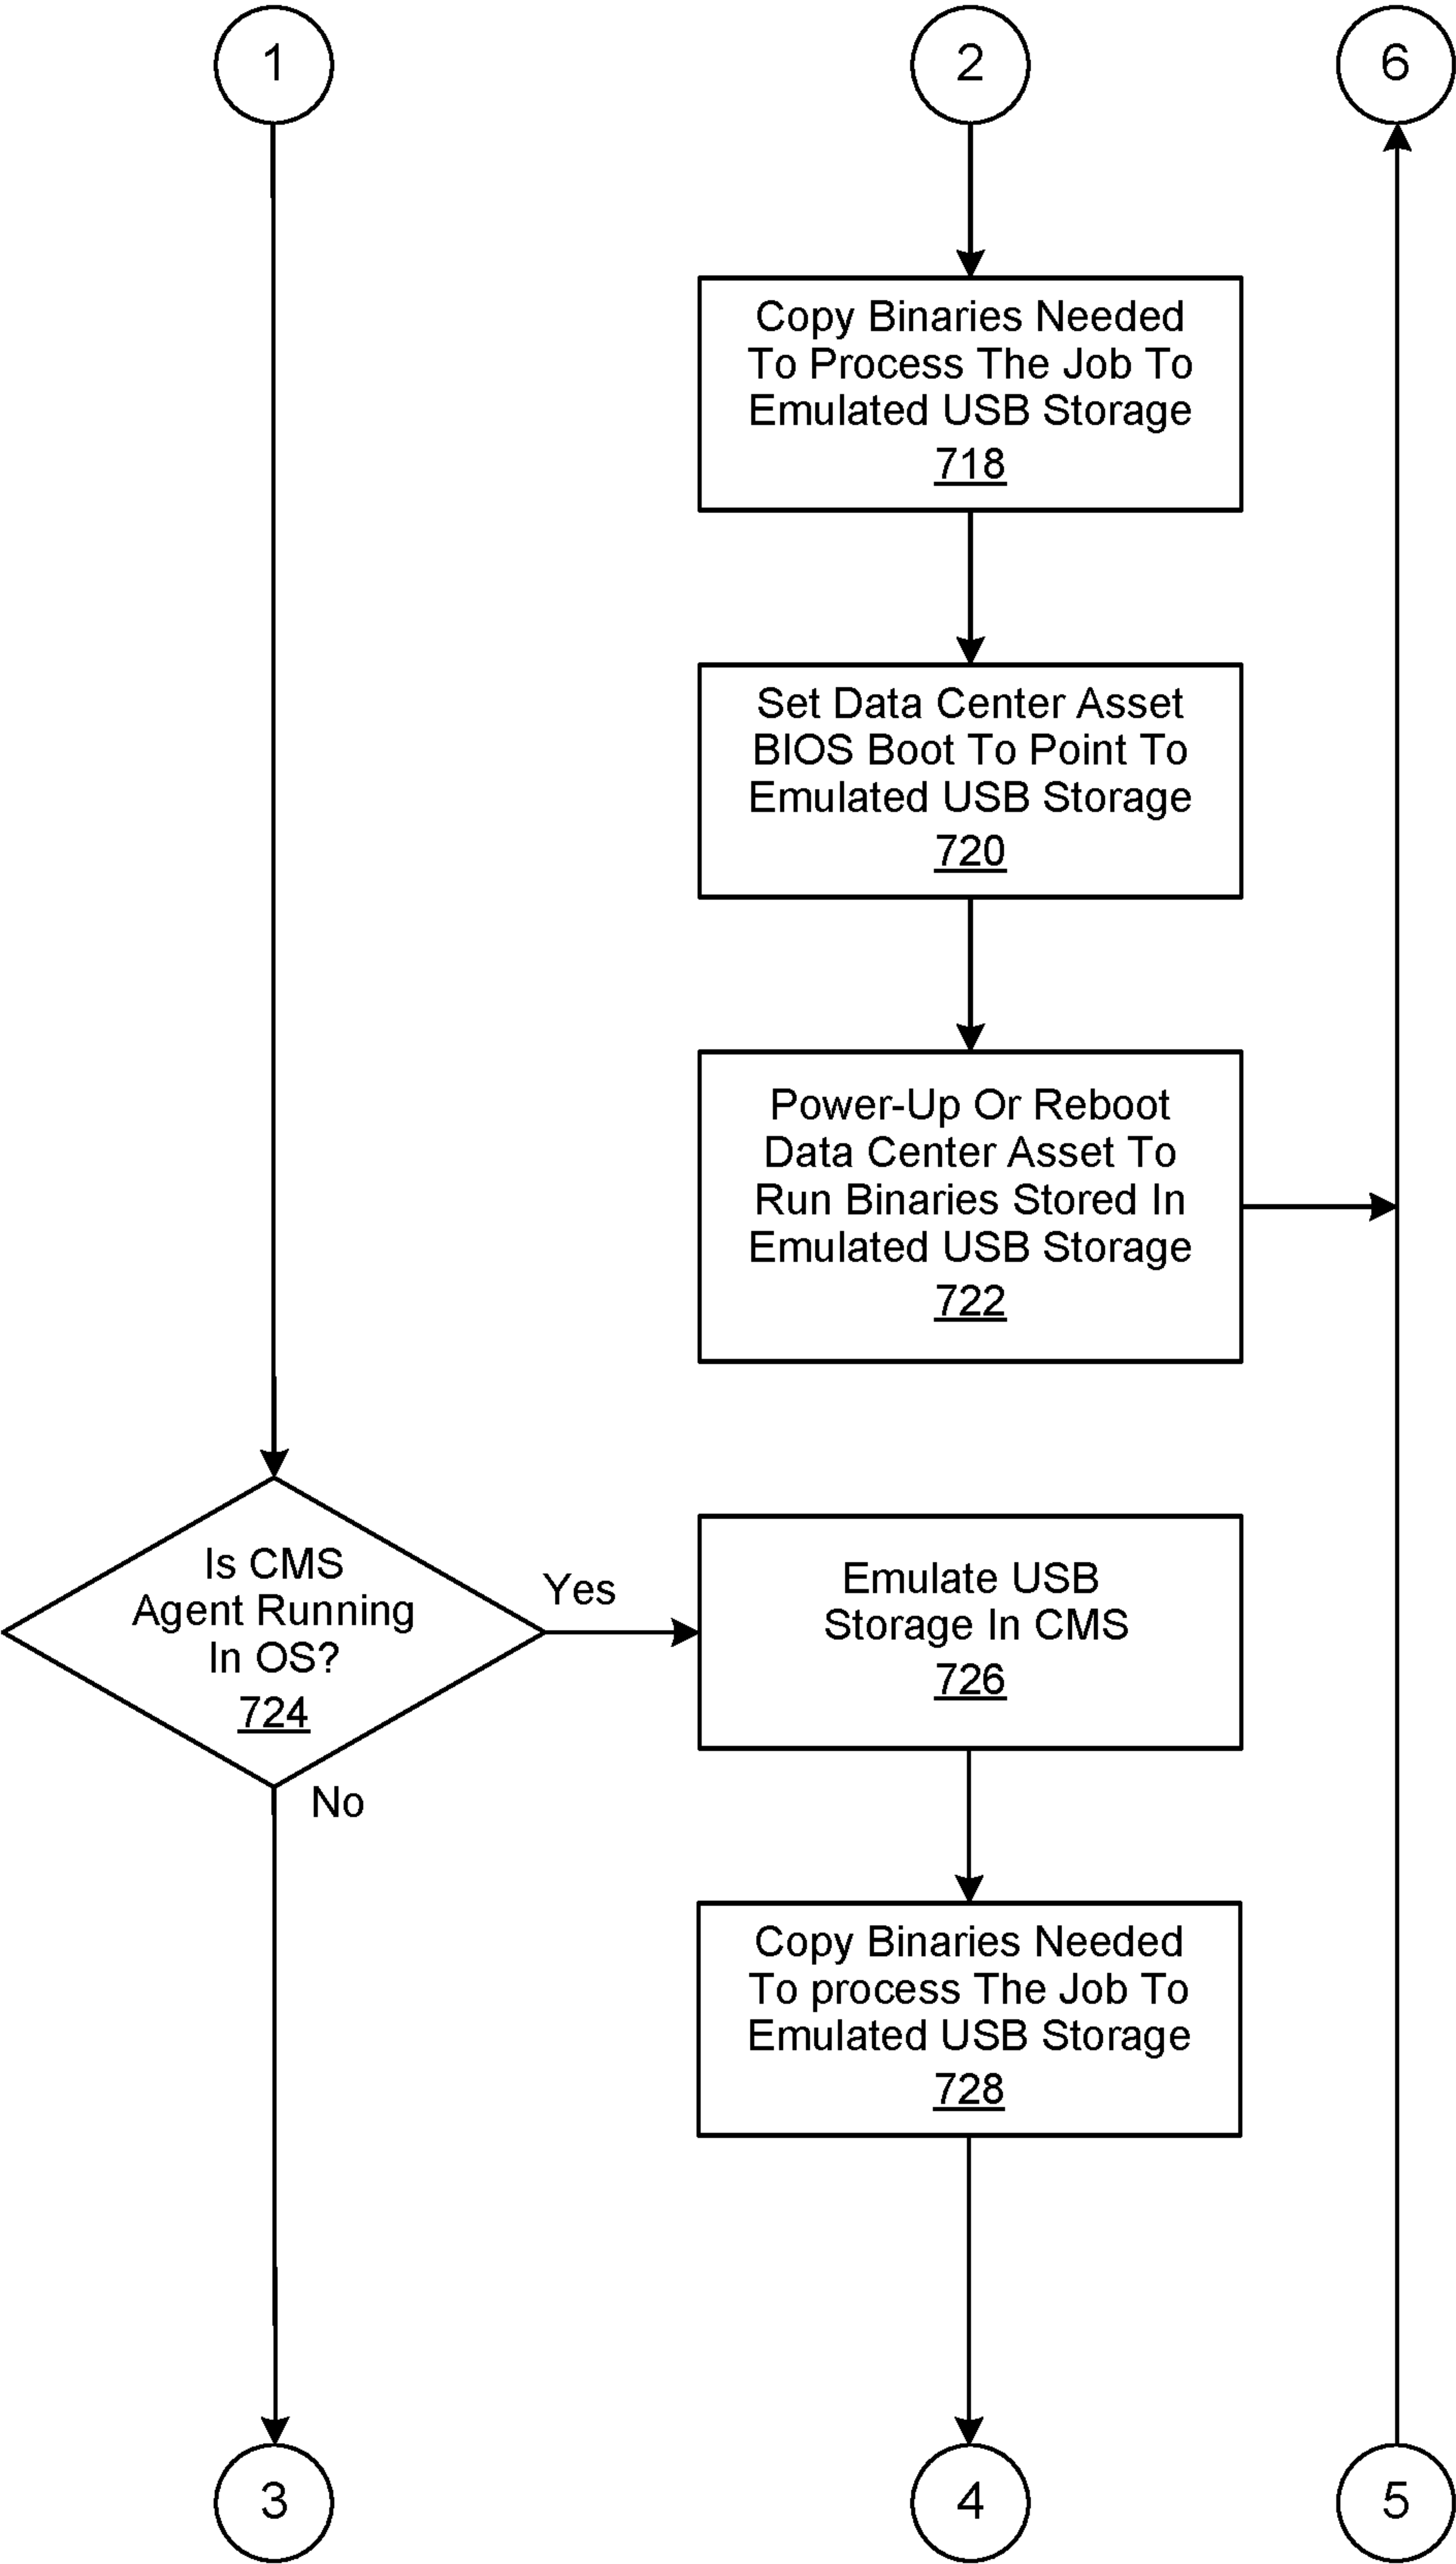 1
2
6
Copy Binaries Needed
To Process The Job To
Emulated USB Storage
718
Set Data Center Asset
BIOS Boot To Point To
Emulated USB Storage
720
Power-Up Or Reboot
Data Center Asset To
Run Binaries Stored In
Emulated USB Storage
722
Is CMS
Agent Running
In OS?
724
Yes
No
Emulate USB
Storage In CMS
726
Copy Binaries Needed
To process The Job To
Emulated USB Storage
728
3
4
5